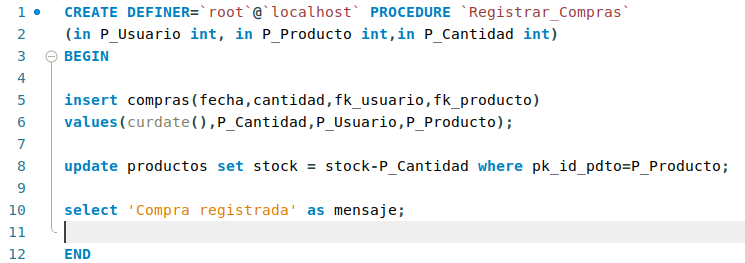 1 CREATE DEFINER=`root`@`localhost` PROCEDURE `Registrar_Compras`
2 (in P_Usuario int, in P_Producto int,in P_Cantidad int)
3 BEGIN
4
5 insert compras(fecha,cantidad,fk_usuario,fk_producto)
6 values(curdate(),P_Cantidad,P_Usuario,P_Producto);
7
8 update productos set stock = stock-P_Cantidad where pk_id_pdto=P_Producto;
9
10 select 'Compra registrada' as mensaje;
11
12 END